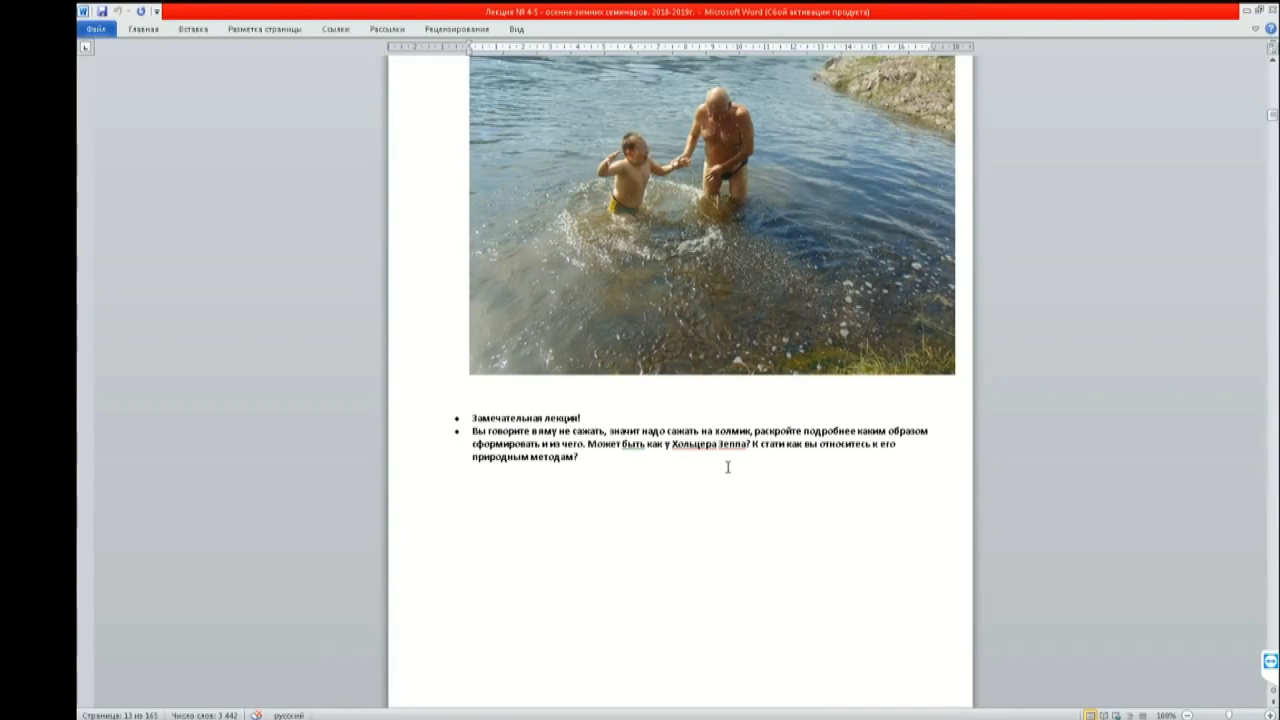 Лекция № 4-5 - осенне-зимних семинаров. 2018-2019г. - Microsoft Word (Сбой активации продукта)
Файл Главная Вставка Разметка страницы Ссылки Рассылки Рецензирование Вид
Замечательная лекция!
Вы говорите в яму не сажать, значит надо сажать на холмик, раскройте подробнее каким образом
сформировать и из чего. Может быть как у Хольцера Зеппа? К стати как вы относитесь к его
природным методам?
Страница: 13 из 165 Число слов: 3 442 русский 100%